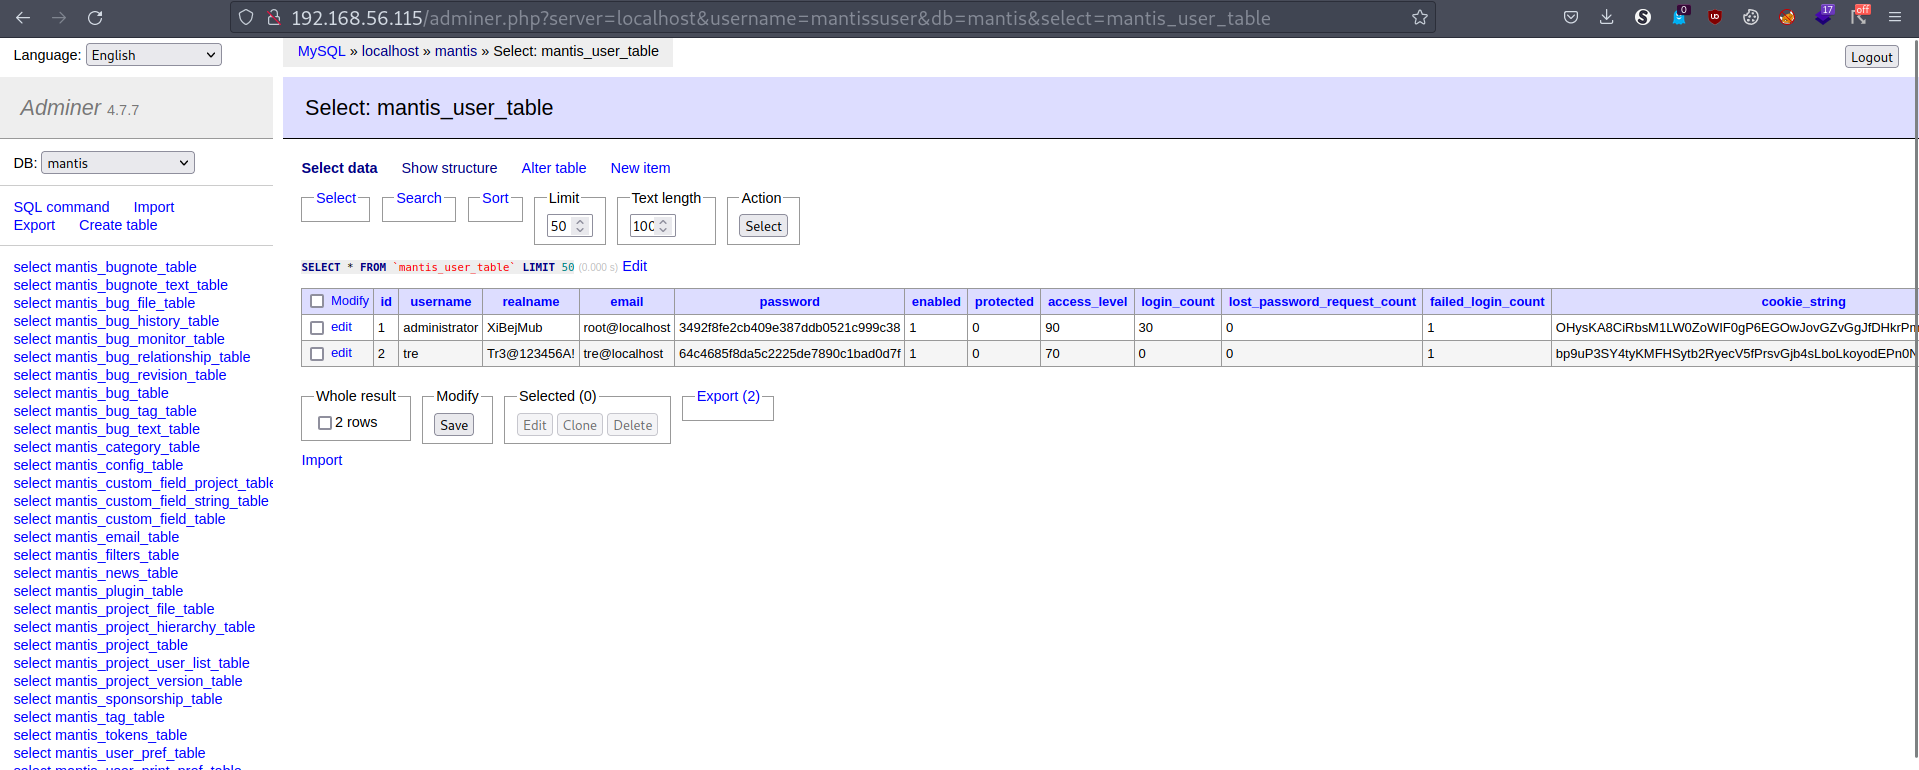 192.168.56.115/adminer.php?server=localhost&username=mantissuser&db=mantis&select=mantis_user_table
0
17
off
Language: English
MySQL » localhost » mantis » Select: mantis_user_table
Logout
Adminer 4.7.7
Select: mantis_user_table
DB: mantis
Select data Show structure Alter table New item
Select Search Sort Limit Text length Action
50 100 Select
SQL command Import
Export Create table
SELECT * FROM `mantis_user_table` LIMIT 50 (0.000 s) Edit
Modify id username realname email password enabled protected access_level login_count lost_password_request_count failed_login_count cookie_string
edit 1 administrator XiBejMub root@localhost 3492f8fe2cb409e387ddb0521c999c38 1 0 90 30 0 1 OHysKA8CiRbsM1LW0ZoWIF0gP6EGOwJovGZvGgJfDHkrPm
edit 2 tre Tr3@123456A! tre@localhost 64c4685f8da5c2225de7890c1bad0d7f 1 0 70 0 0 1 bp9uP3SY4tyKMFHSytb2RyecV5fPrsvGjb4sLboLkoyodEPn0N
Whole result Modify Selected (0) Export (2)
2 rows Save Edit Clone Delete
Import
select mantis_bugnote_table
select mantis_bugnote_text_table
select mantis_bug_file_table
select mantis_bug_history_table
select mantis_bug_monitor_table
select mantis_bug_relationship_table
select mantis_bug_revision_table
select mantis_bug_table
select mantis_bug_tag_table
select mantis_bug_text_table
select mantis_category_table
select mantis_config_table
select mantis_custom_field_project_table
select mantis_custom_field_string_table
select mantis_custom_field_table
select mantis_email_table
select mantis_filters_table
select mantis_news_table
select mantis_plugin_table
select mantis_project_file_table
select mantis_project_hierarchy_table
select mantis_project_table
select mantis_project_user_list_table
select mantis_project_version_table
select mantis_sponsorship_table
select mantis_tag_table
select mantis_tokens_table
select mantis_user_pref_table
select mantis_user_print_pref_table